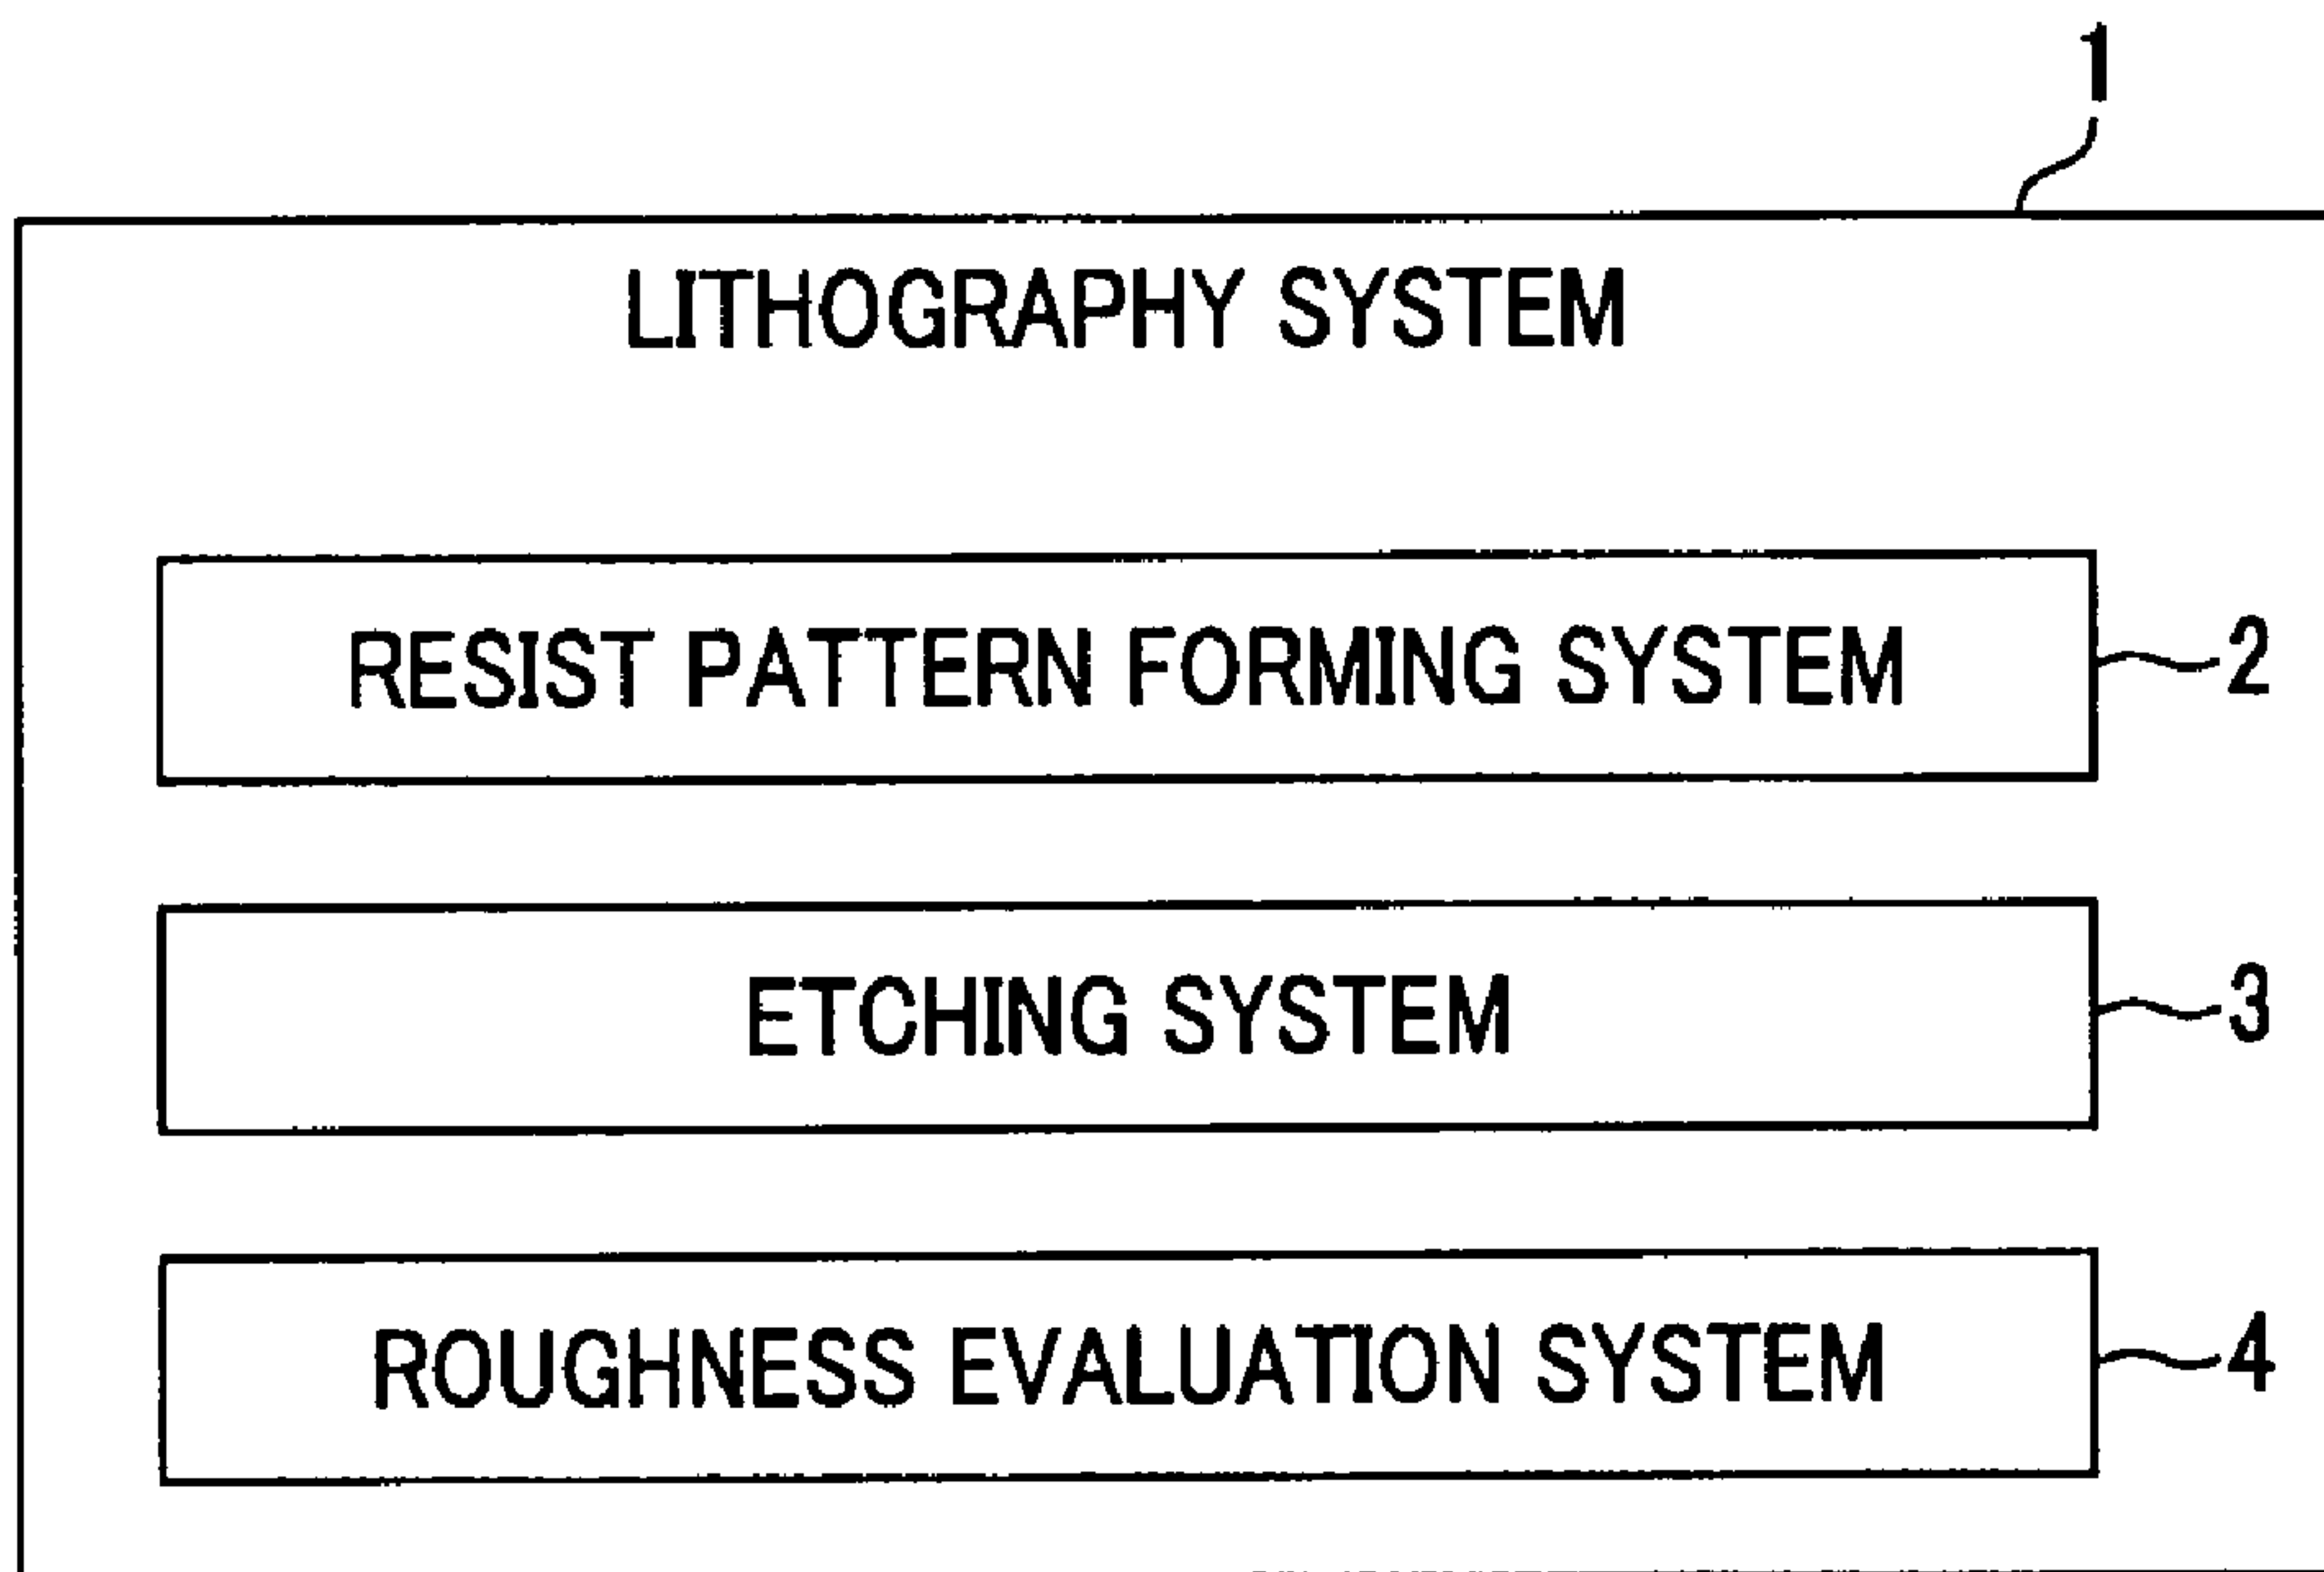 1
LITHOGRAPHY SYSTEM
RESIST PATTERN FORMING SYSTEM 2
ETCHING SYSTEM 3
ROUGHNESS EVALUATION SYSTEM 4